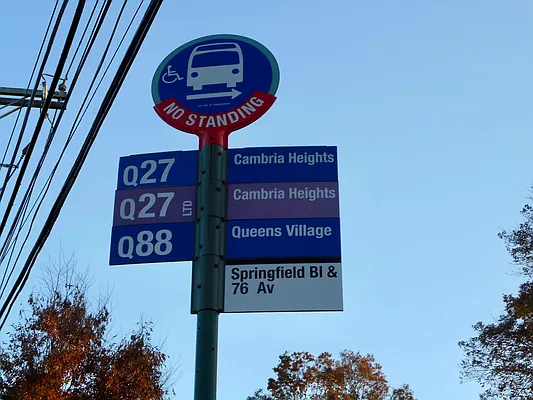 NO STANDING
Q27 Cambria Heights
Q27 LTD Cambria Heights
Q88 Queens Village
Springfield Bl &
76 Av